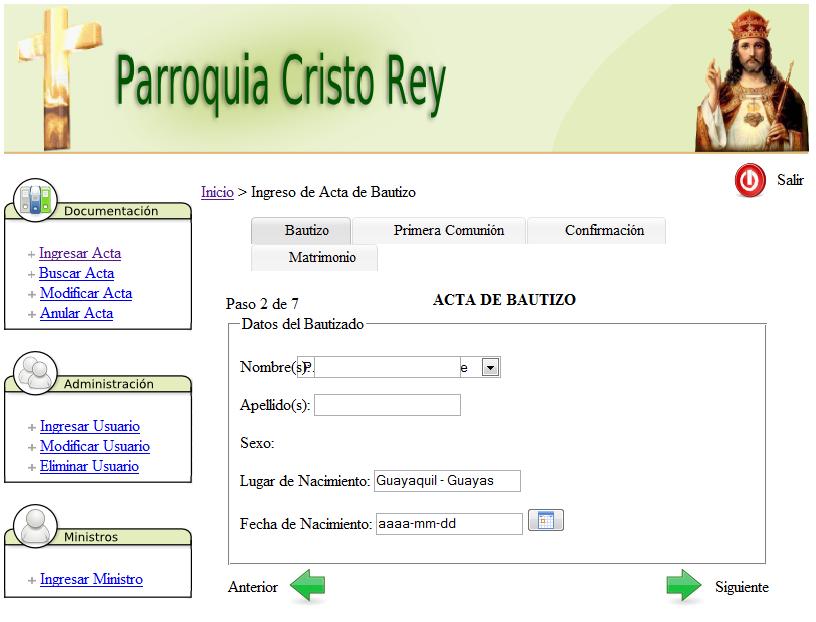 Parroquia Cristo Rey
Inicio > Ingreso de Acta de Bautizo
Salir
Documentación
Ingresar Acta
Buscar Acta
Modificar Acta
Anular Acta
Administración
Ingresar Usuario
Modificar Usuario
Eliminar Usuario
Ministros
Ingresar Ministro
Bautizo
Primera Comunión
Confirmación
Matrimonio
Paso 2 de 7
ACTA DE BAUTIZO
Datos del Bautizado
Nombre(s):
Apellido(s):
Sexo:
Lugar de Nacimiento: Guayaquil - Guayas
Fecha de Nacimiento: aaaa-mm-dd
Anterior
Siguiente